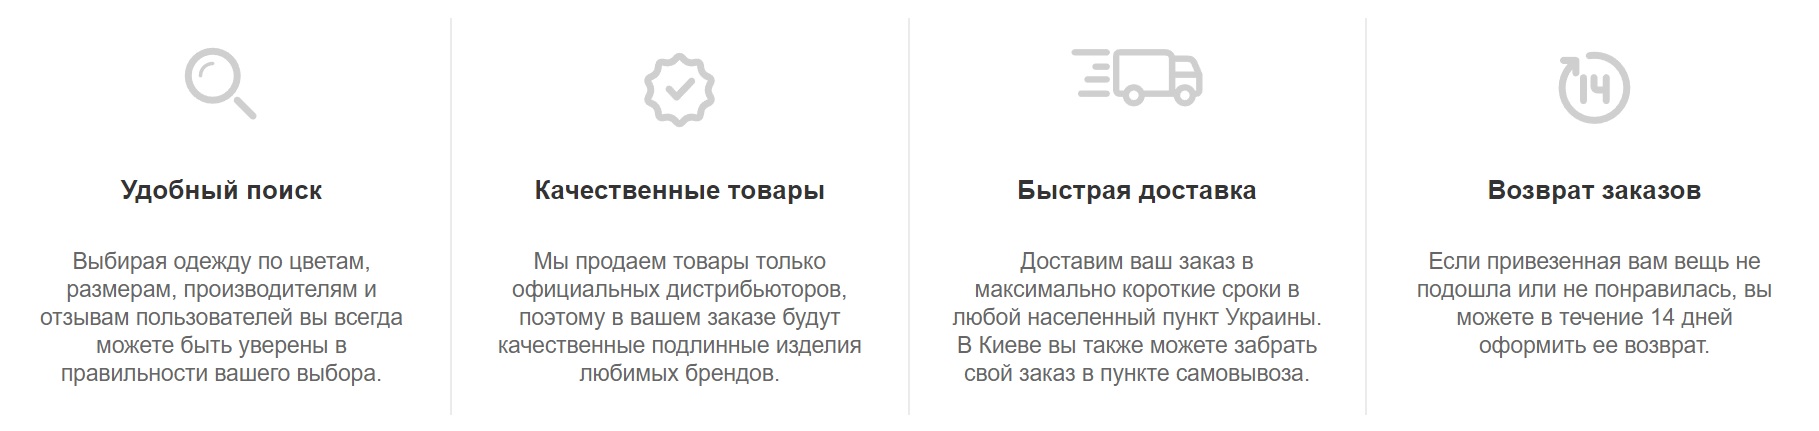 14
Удобный поиск
Выбирая одежду по цветам,
размерам, производителям и
отзывам пользователей вы всегда
можете быть уверены в
правильности вашего выбора.
Качественные товары
Мы продаем товары только
официальных дистрибьюторов,
поэтому в вашем заказе будут
качественные подлинные изделия
любимых брендов.
Быстрая доставка
Доставим ваш заказ в
максимально короткие сроки в
любой населенный пункт Украины.
В Киеве вы также можете забрать
свой заказ в пункте самовывоза.
Возврат заказов
Если привезенная вам вещь не
подошла или не понравилась, вы
можете в течение 14 дней
оформить ее возврат.